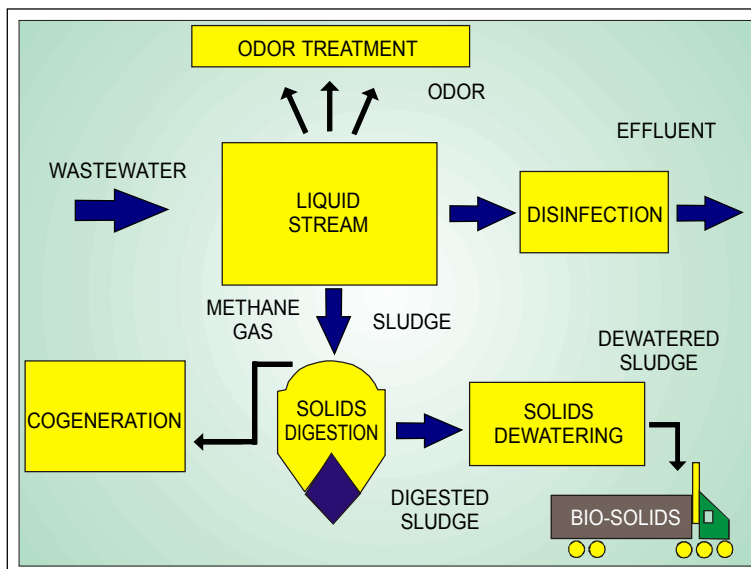 ODOR TREATMENT
ODOR
EFFLUENT
WASTEWATER
LIQUID
STREAM
DISINFECTION
METHANE
GAS
SLUDGE
DEWATERED
SLUDGE
COGENERATION
SOLIDS
DIGESTION
SOLIDS
DEWATERING
DIGESTED
SLUDGE
BIO-SOLIDS